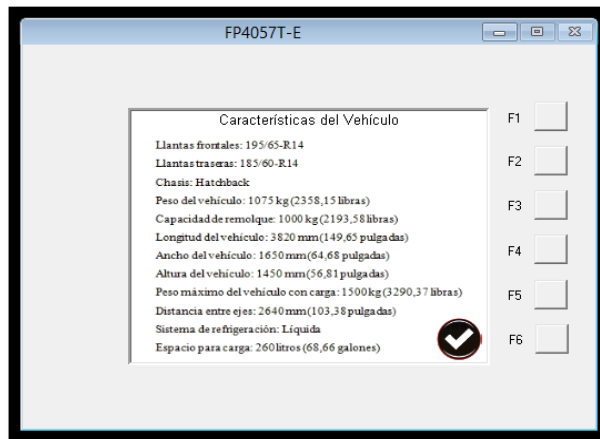 FP4057T-E
Características del Vehículo
Llantas frontales: 195/65-R14
Llantas traseras: 185/60-R14
Chasis: Hatchback
Peso del vehículo: 1075 kg (2358,15 libras)
Capacidad de remolque: 1000 kg (2193,58 libras)
Longitud del vehículo: 3820 mm (149,65 pulgadas)
Ancho del vehículo: 1650 mm (64,68 pulgadas)
Altura del vehículo: 1450 mm (56,81 pulgadas)
Peso máximo del vehículo con carga: 1500 kg (3290,37 libras)
Distancia entre ejes: 2640 mm (103,38 pulgadas)
Sistema de refrigeración: Líquida
Espacio para carga: 260 litros (68,66 galones)
F1
F2
F3
F4
F5
F6